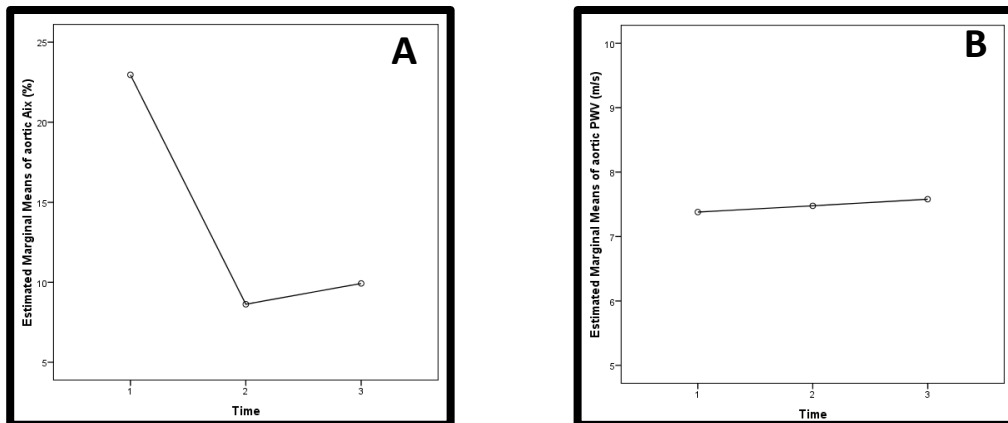 A
Estimated Marginal Means of aortic Aix (%)
25
20
15
10
5
1 2 3
Time
B
Estimated Marginal Means of aortic PWV (m/s)
10
9
8
7
6
5
1 2 3
Time